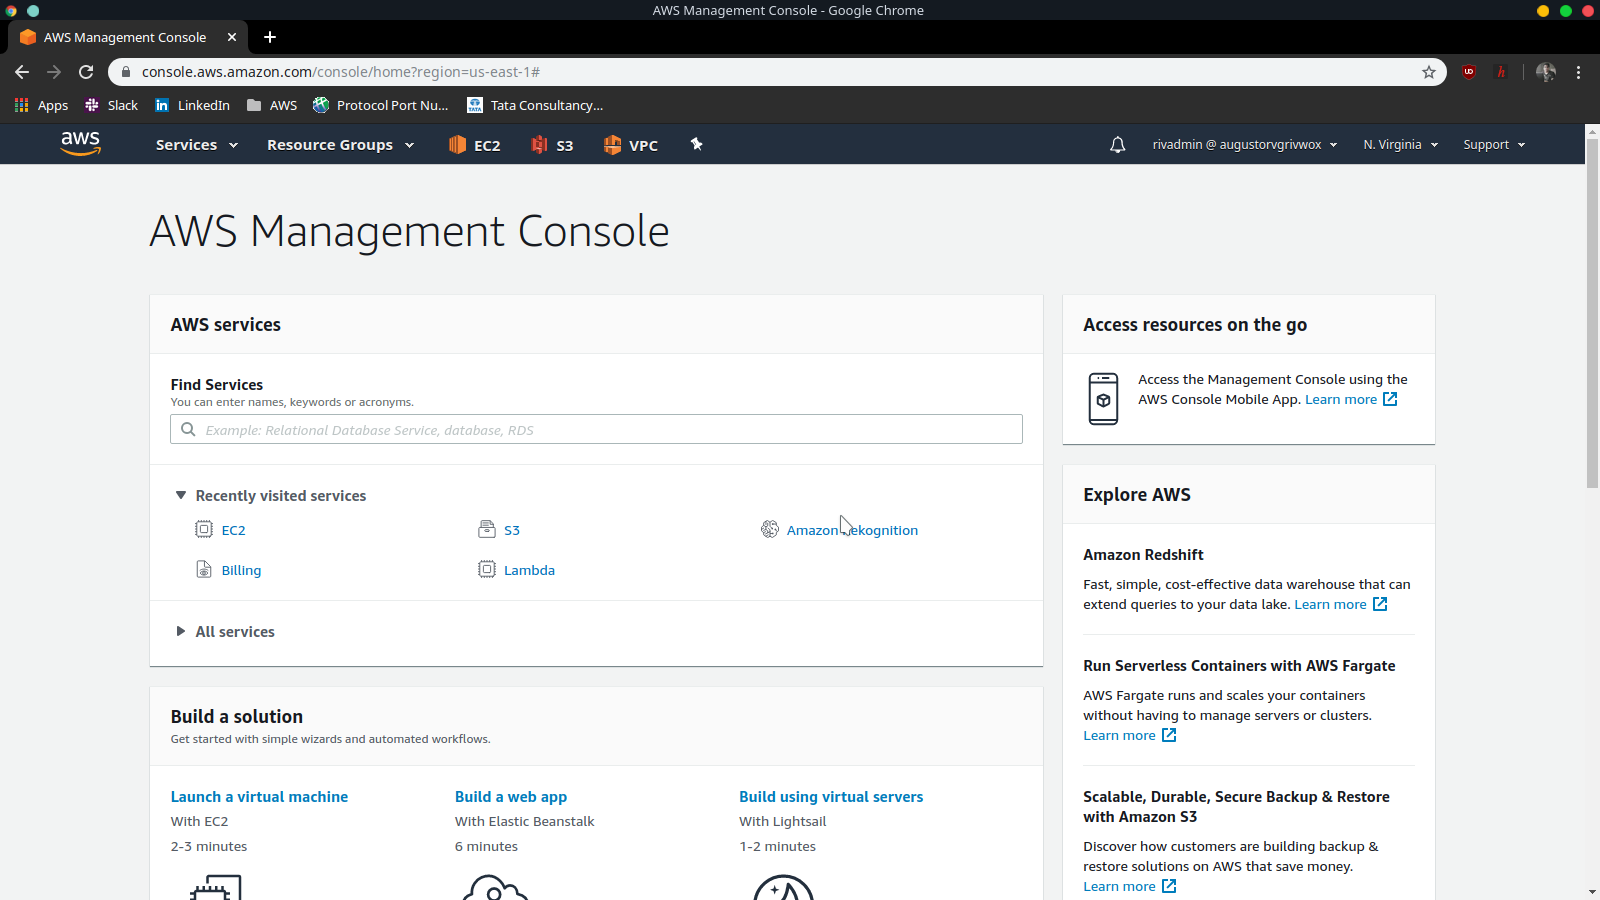 AWS Management Console - Google Chrome
AWS Management Console
console.aws.amazon.com/console/home?region=us-east-1#
Apps
Slack
LinkedIn
AWS
Protocol Port Nu...
Tata Consultancy...
aws
Services
Resource Groups
EC2
S3
VPC
rivadmin @ augustorvgrivwox
N. Virginia
Support
AWS Management Console
AWS services
Find Services
You can enter names, keywords or acronyms.
Example: Relational Database Service, database, RDS
Recently visited services
EC2
S3
Amazon Rekognition
Billing
Lambda
All services
Build a solution
Get started with simple wizards and automated workflows.
Launch a virtual machine
With EC2
2-3 minutes
Build a web app
With Elastic Beanstalk
6 minutes
Build using virtual servers
With Lightsail
1-2 minutes
Access resources on the go
Access the Management Console using the
AWS Console Mobile App. Learn more
Explore AWS
Amazon Redshift
Fast, simple, cost-effective data warehouse that can
extend queries to your data lake. Learn more
Run Serverless Containers with AWS Fargate
AWS Fargate runs and scales your containers
without having to manage servers or clusters.
Learn more
Scalable, Durable, Secure Backup & Restore
with Amazon S3
Discover how customers are building backup &
restore solutions on AWS that save money.
Learn more